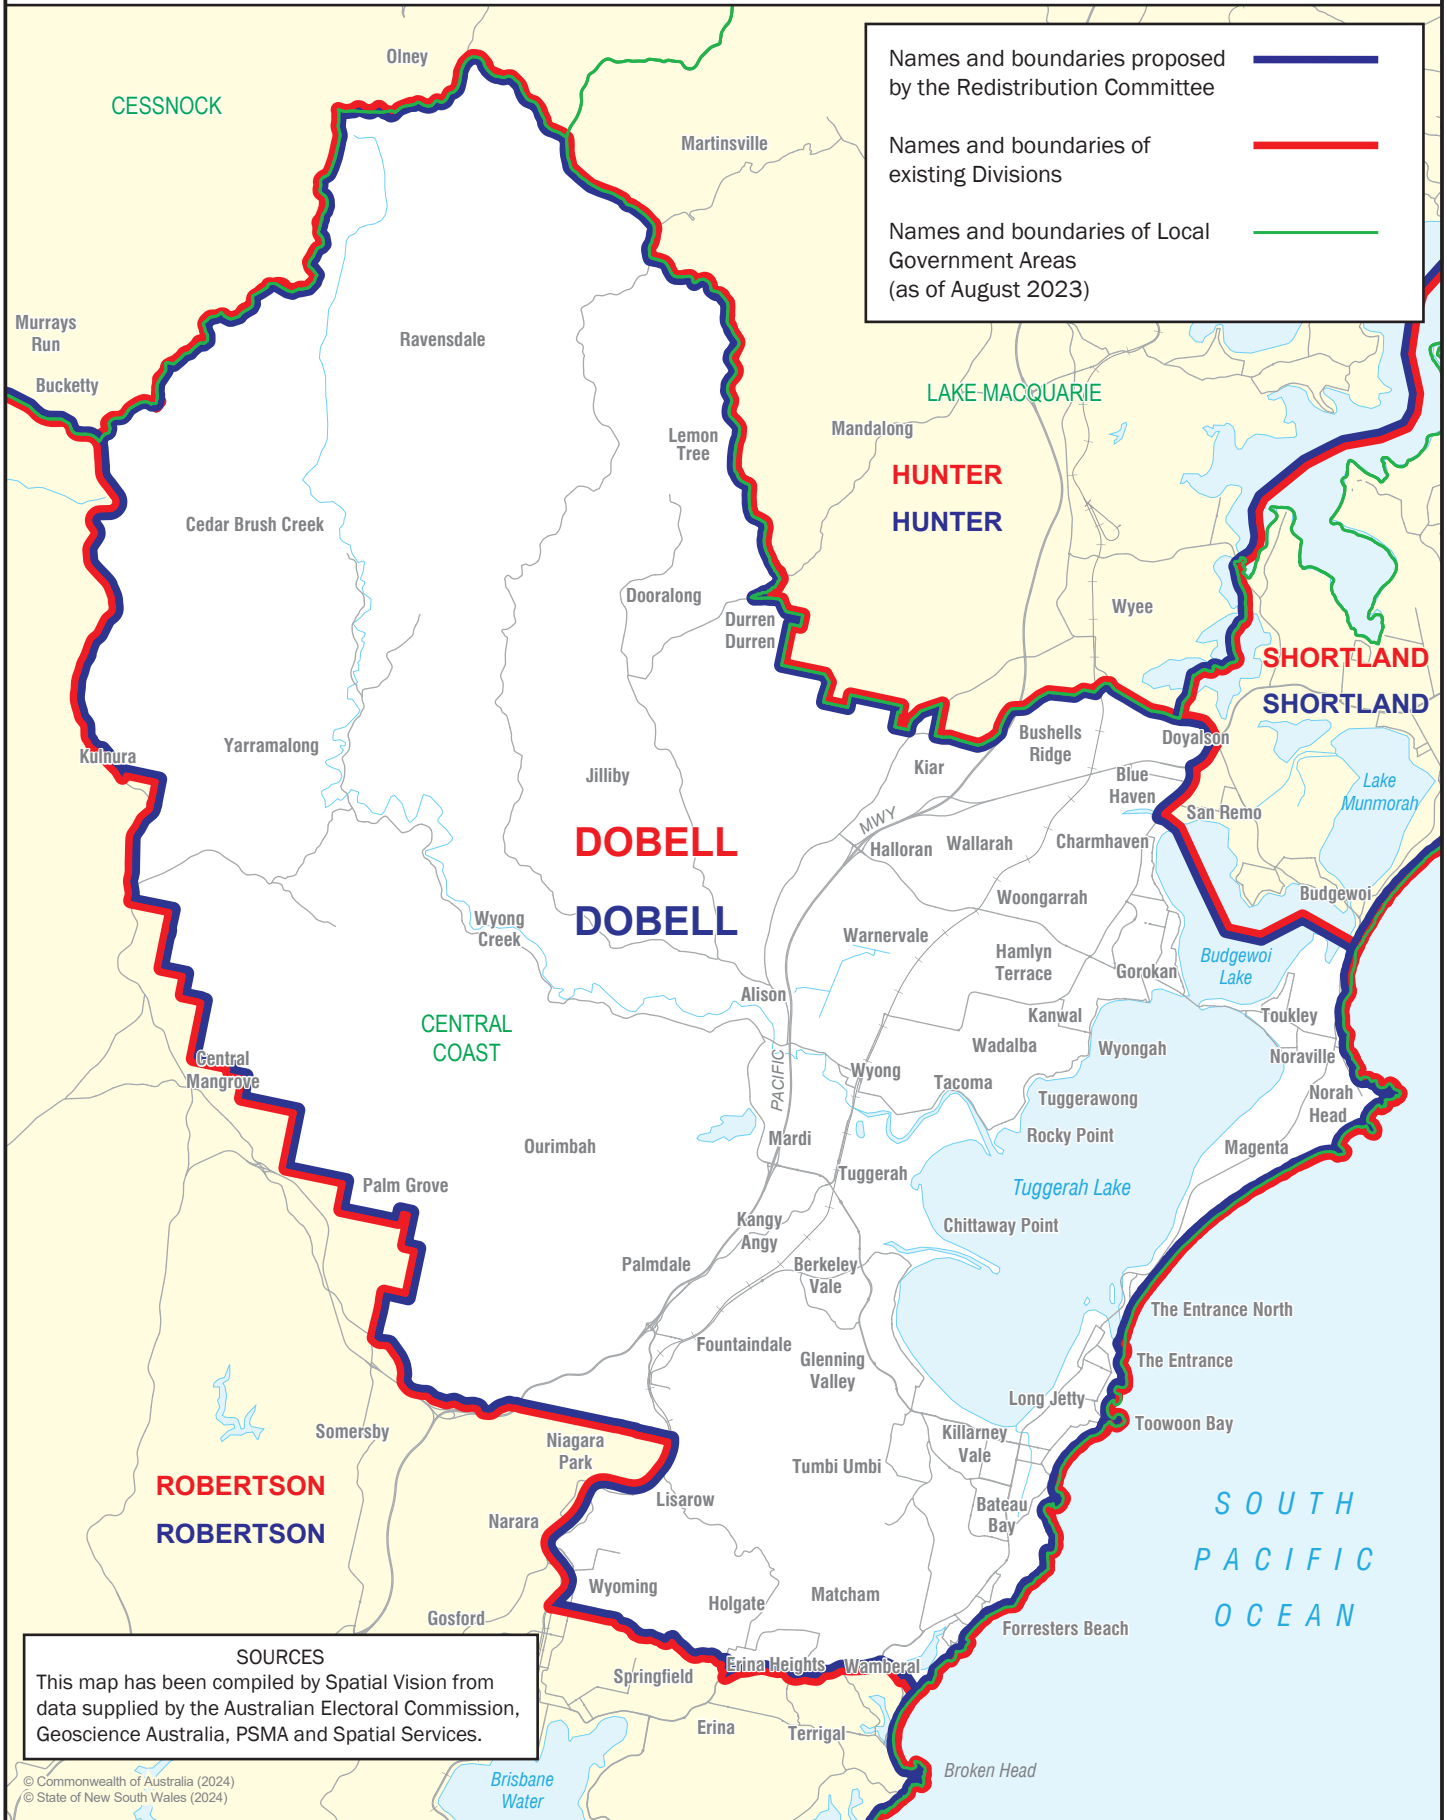 Names and boundaries proposed
by the Redistribution Committee
Names and boundaries of
existing Divisions
Names and boundaries of Local
Government Areas
(as of August 2023)
Olney
CESSNOCK
Martinsville
Murrays
Run
Bucketty
Ravensdale
LAKE MACQUARIE
Mandalong
Lemon
Tree
HUNTER
HUNTER
Cedar Brush Creek
Dooralong
Durren
Durren
Wyee
SHORTLAND
SHORTLAND
Kulnura
Yarramalong
Jilliby
Kiar
Bushells
Ridge
Doyalson
Blue
Haven
Lake
Munmorah
San Remo
MWY
DOBELL
DOBELL
Halloran
Wallarah
Charmhaven
Woongarrah
Budgewoi
Wyong
Creek
Warnervale
Hamlyn
Terrace
Gorokan
Budgewoi
Lake
Alison
CENTRAL
COAST
Kanwal
Toukley
Wadalba
Wyongah
Noraville
Central
Mangrove
PACIFIC
Wyong
Tacoma
Tuggerawong
Norah
Head
Rocky Point
Ourimbah
Mardi
Magenta
Tuggerah
Palm Grove
Tuggerah Lake
Kangy
Angy
Chittaway Point
Palmdale
Berkeley
Vale
The Entrance North
Fountaindale
Glenning
Valley
The Entrance
Long Jetty
Toowoon Bay
Somersby
Niagara
Park
Killarney
Vale
Tumbi Umbi
ROBERTSON
ROBERTSON
Lisarow
Narara
Bateau
Bay
SOUTH
PACIFIC
OCEAN
Wyoming
Holgate
Matcham
Gosford
Forresters Beach
Springfield
Erina Heights
Wamberal
Erina
Terrigal
Broken Head
Brisbane
Water
SOURCES
This map has been compiled by Spatial Vision from
data supplied by the Australian Electoral Commission,
Geoscience Australia, PSMA and Spatial Services.
© Commonwealth of Australia (2024)
© State of New South Wales (2024)